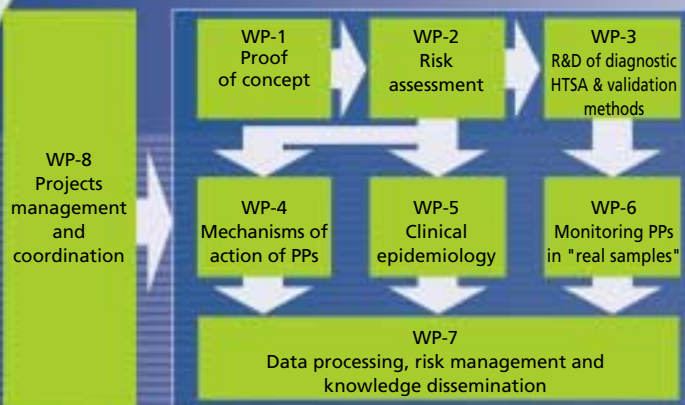 WP-1
Proof
of concept
WP-2
Risk
assessment
WP-3
R&D of diagnostic
HTSA & validation
methods
WP-8
Projects
management
and
coordination
WP-4
Mechanisms of
action of PPs
WP-5
Clinical
epidemiology
WP-6
Monitoring PPs
in "real samples"
WP-7
Data processing, risk management and
knowledge dissemination